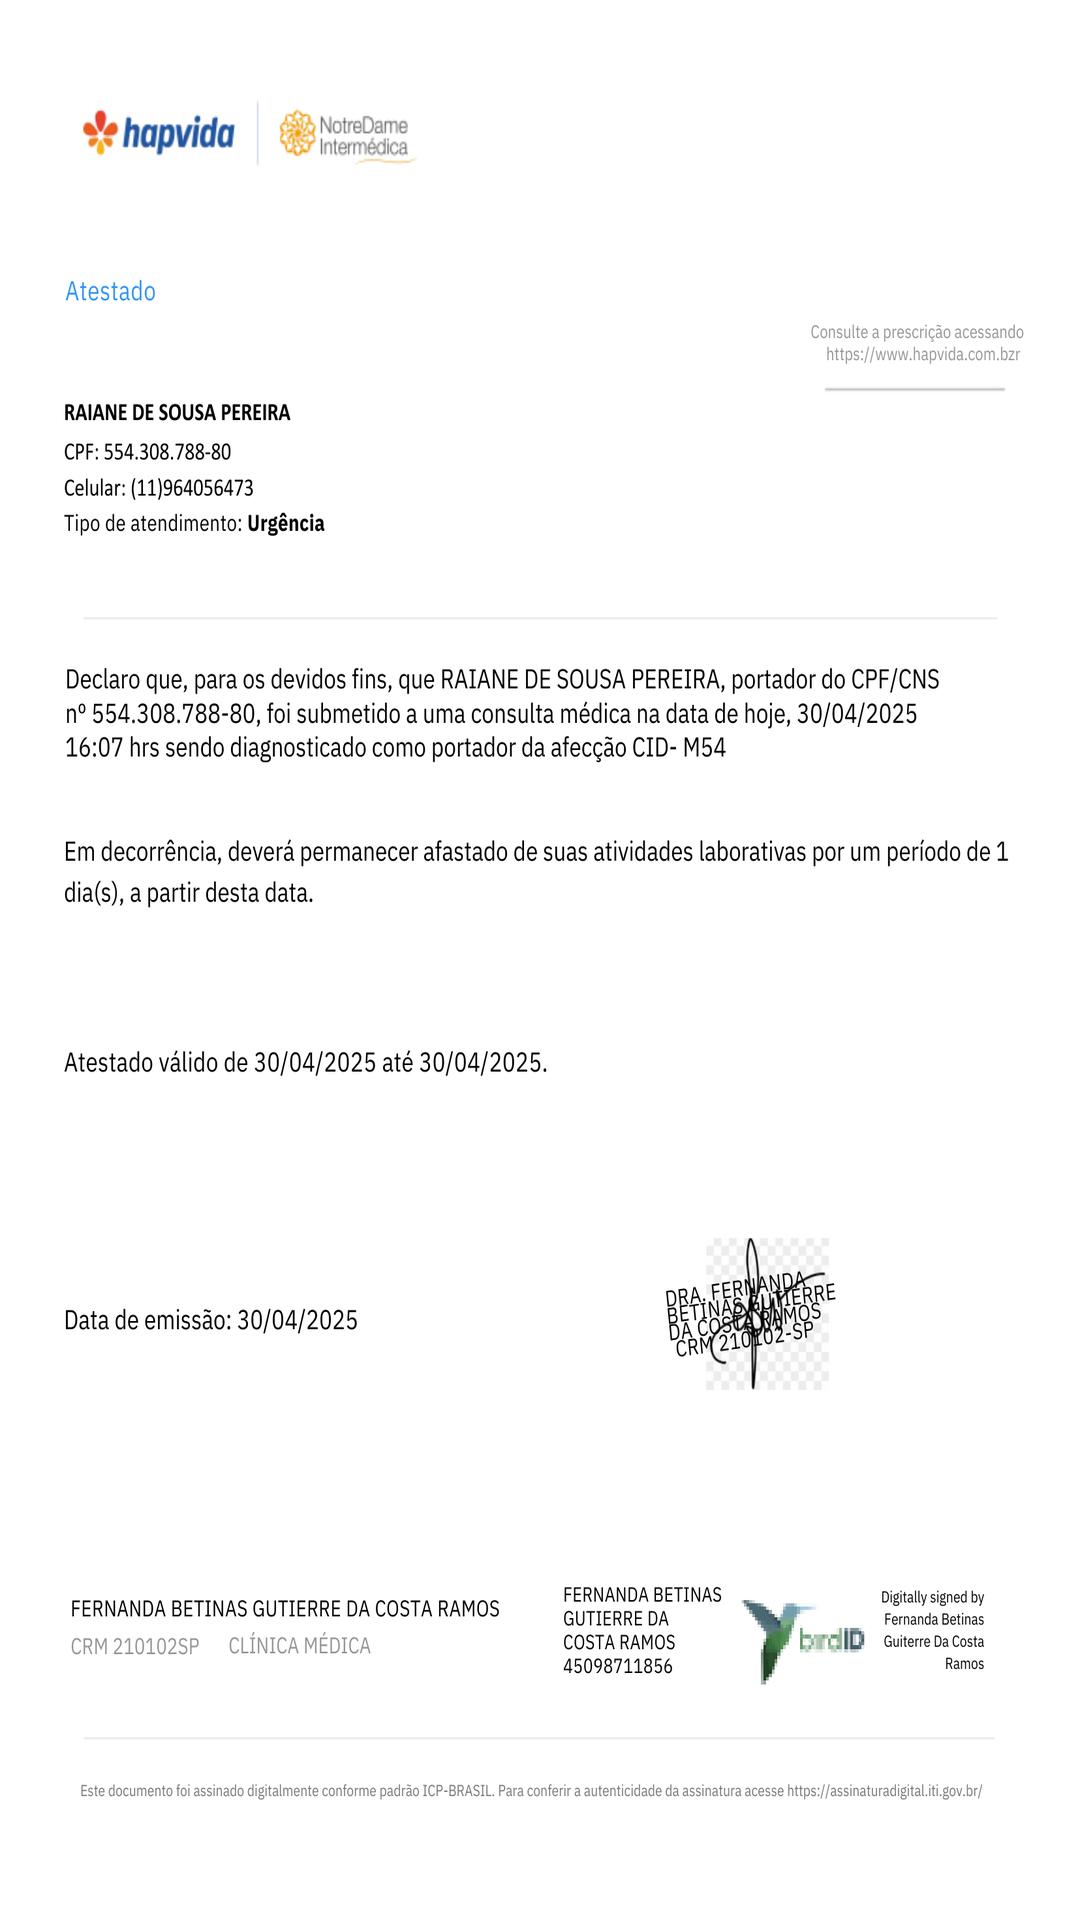 hapvida
NotreDame
Intermédica
Atestado
Consulte a prescrição acessando
https://www.hapvida.com.bzr
RAIANE DE SOUSA PEREIRA
CPF: 554.308.788-80
Celular: (11)964056473
Tipo de atendimento: Urgência
Declaro que, para os devidos fins, que RAIANE DE SOUSA PEREIRA, portador do CPF/CNS
nº 554.308.788-80, foi submetido a uma consulta médica na data de hoje, 30/04/2025
16:07 hrs sendo diagnosticado como portador da afecção CID- M54
Em decorrência, deverá permanecer afastado de suas atividades laborativas por um período de 1
dia(s), a partir desta data.
Atestado válido de 30/04/2025 até 30/04/2025.
Data de emissão: 30/04/2025
DRA. FERNANDA
BETINAS GUTIERRE
DA COSTA RAMOS
CRM 210102-SP
FERNANDA BETINAS GUTIERRE DA COSTA RAMOS
CRM 210102SP CLÍNICA MÉDICA
FERNANDA BETINAS
GUTIERRE DA
COSTA RAMOS
45098711856
birdID
Digitally signed by
Fernanda Betinas
Guiterre Da Costa
Ramos
Este documento foi assinado digitalmente conforme padrão ICP-BRASIL. Para conferir a autenticidade da assinatura acesse https://assinaturadigital.iti.gov.br/